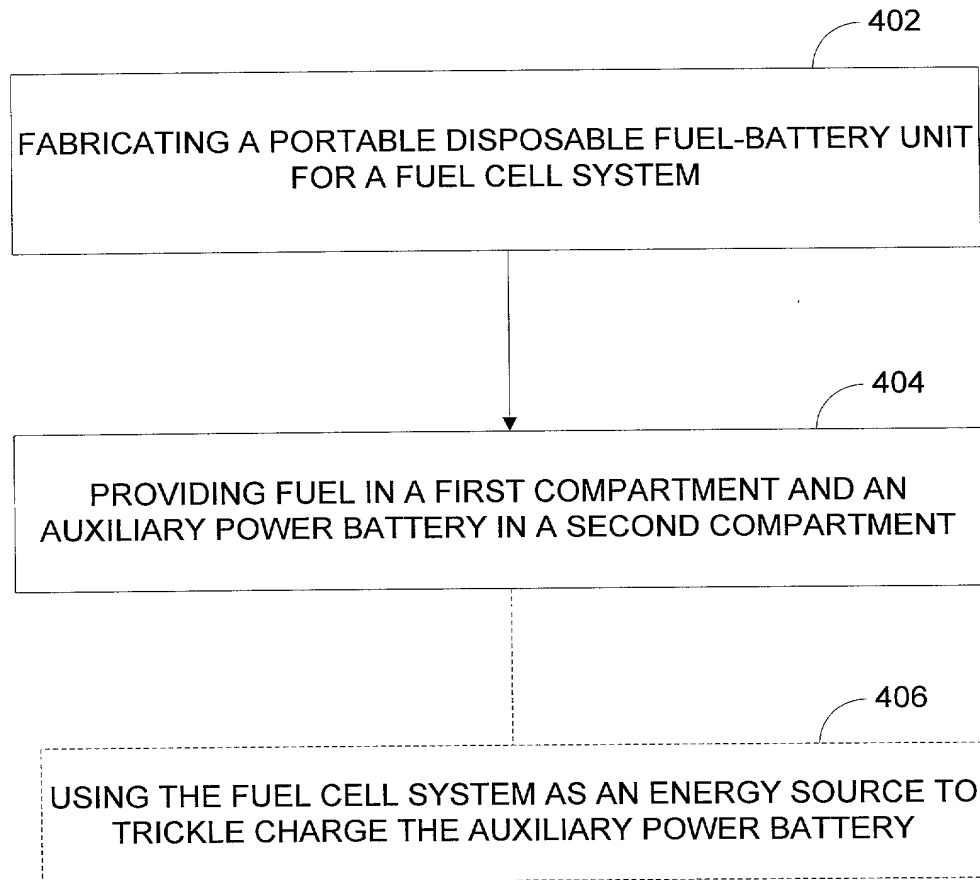 402
FABRICATING A PORTABLE DISPOSABLE FUEL-BATTERY UNIT
FOR A FUEL CELL SYSTEM
404
PROVIDING FUEL IN A FIRST COMPARTMENT AND AN
AUXILIARY POWER BATTERY IN A SECOND COMPARTMENT
406
USING THE FUEL CELL SYSTEM AS AN ENERGY SOURCE TO
TRICKLE CHARGE THE AUXILIARY POWER BATTERY